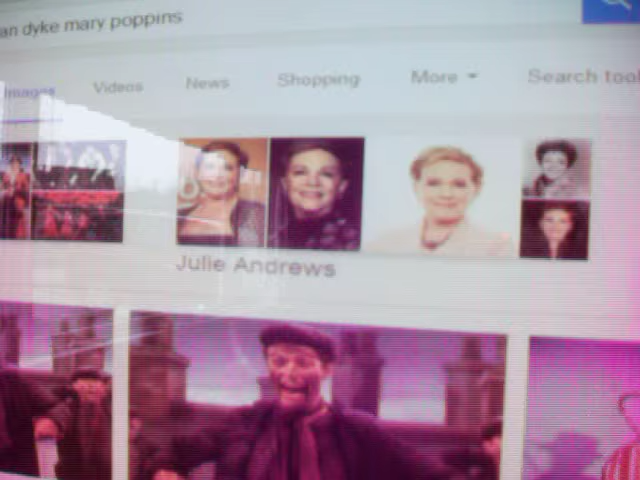 an dyke mary poppins
Images Videos News Shopping More Search tool
Julie Andrews